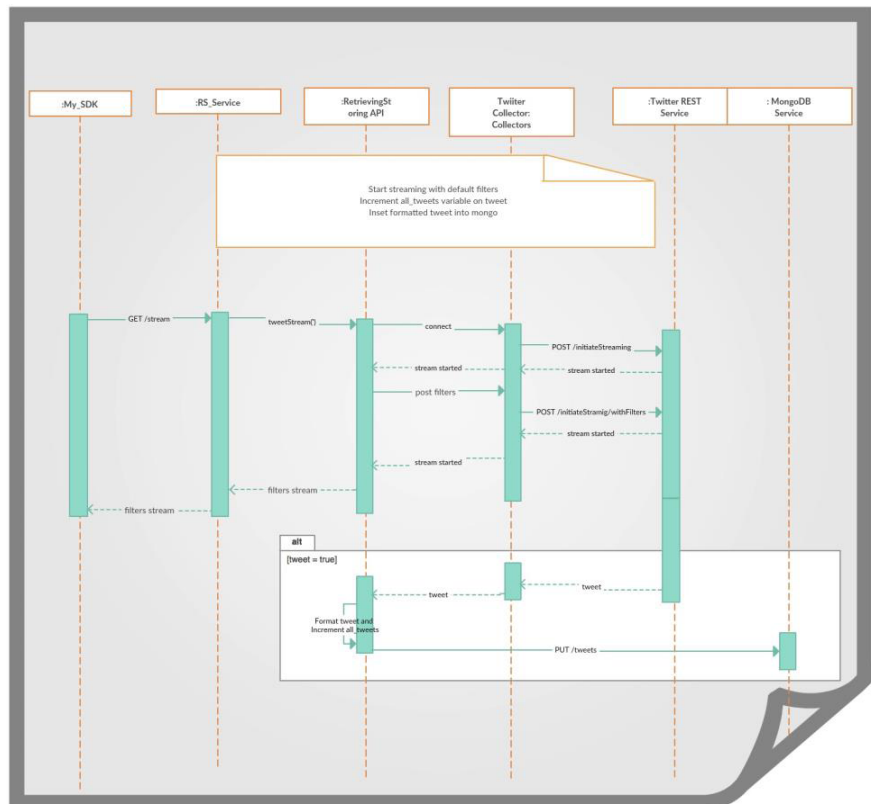 :My_SDK
:RS_Service
:RetrievingSt
oring API
Twiiter
Collector:
Collectors
:Twitter REST
Service
: MongoDB
Service
Start streaming with default filters
Increment all_tweets variable on tweet
Inset formatted tweet into mongo
GET /stream
tweetStream(')
connect
POST /initiateStreaming
stream started
stream started
post filters
POST /initiateStramig/withFilters
stream started
stream started
filters stream
filters stream
alt
[tweet = true]
tweet
tweet
Format tweet and
Increment all_tweets
PUT /tweets